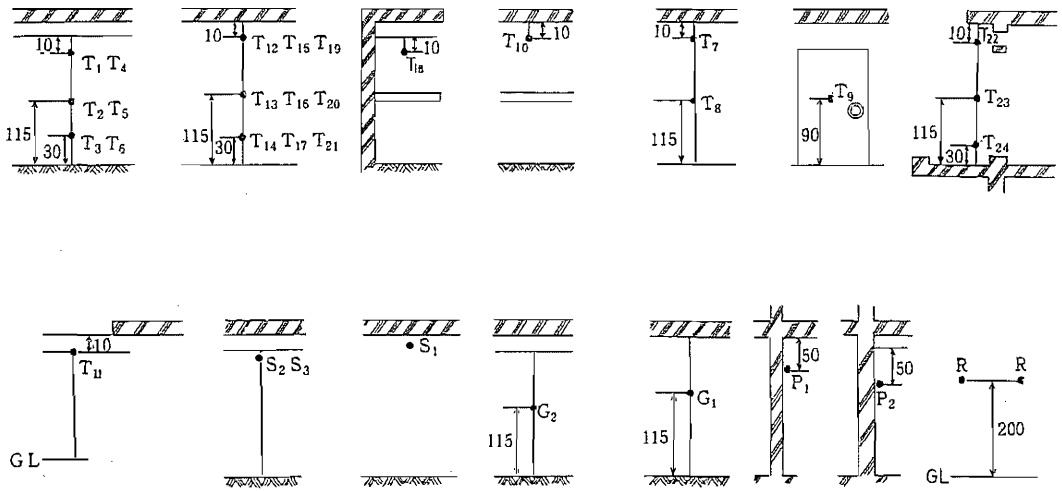 10
T₁ T₄
T₂ T₅
115
T₃ T₆
30
10
T₁₂ T₁₅ T₁₉
T₁₃ T₁₆ T₂₀
115
T₁₄ T₁₇ T₂₁
30
10
T₁₈
T₁₀
10
10
T₇
T₈
115
T₉
90
10
T₂₂
T₂₃
115
T₂₄
30
10
T₁₁
GL
S₂ S₃
S₁
G₂
115
G₁
115
50
P₁
50
P₂
R R
200
GL